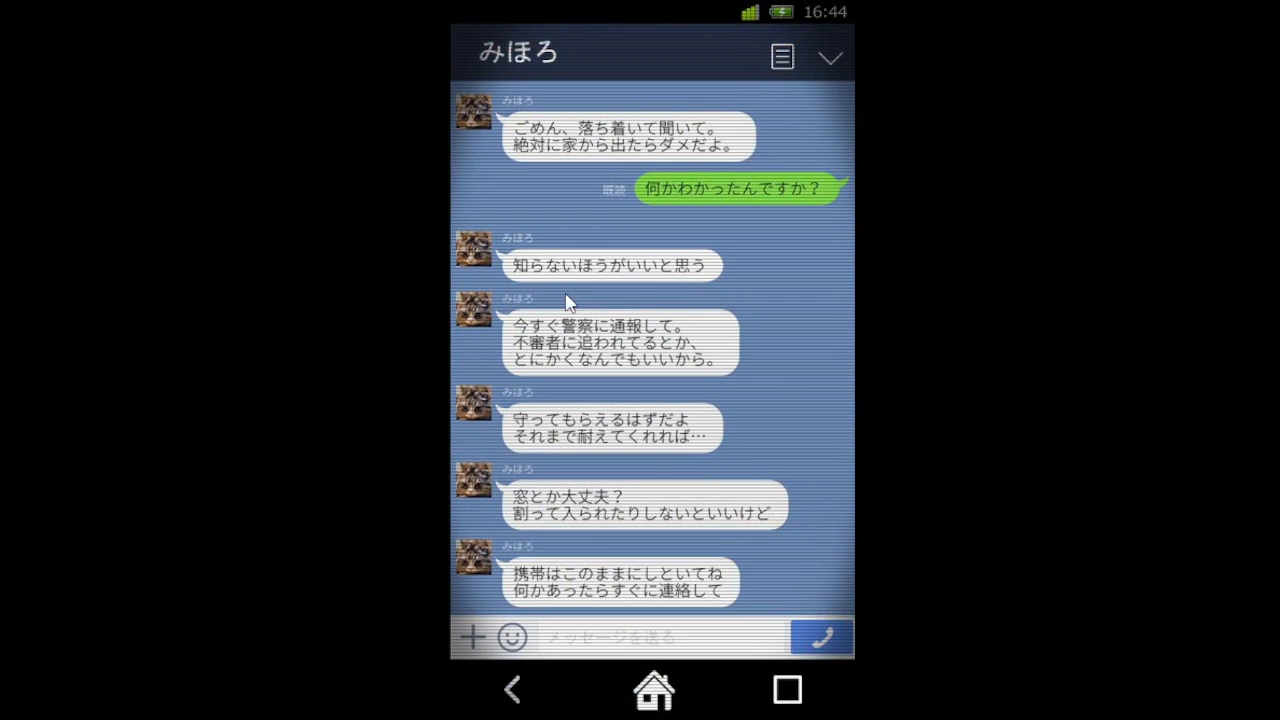 16:44
みほろ
みほろ
ごめん、落ち着いて聞いて。
絶対に家から出たらダメだよ。
既読
何かわかったんですか？
みほろ
知らないほうがいいと思う
みほろ
今すぐ警察に通報して。
不審者に追われてるとか、
とにかくなんでもいいから。
みほろ
守ってもらえるはずだよ
それまで耐えてくれれば…
みほろ
窓とか大丈夫？
割って入られたりしないといいけど
みほろ
携帯はこのままにしといてね
何かあったらすぐに連絡して
メッセージを送る